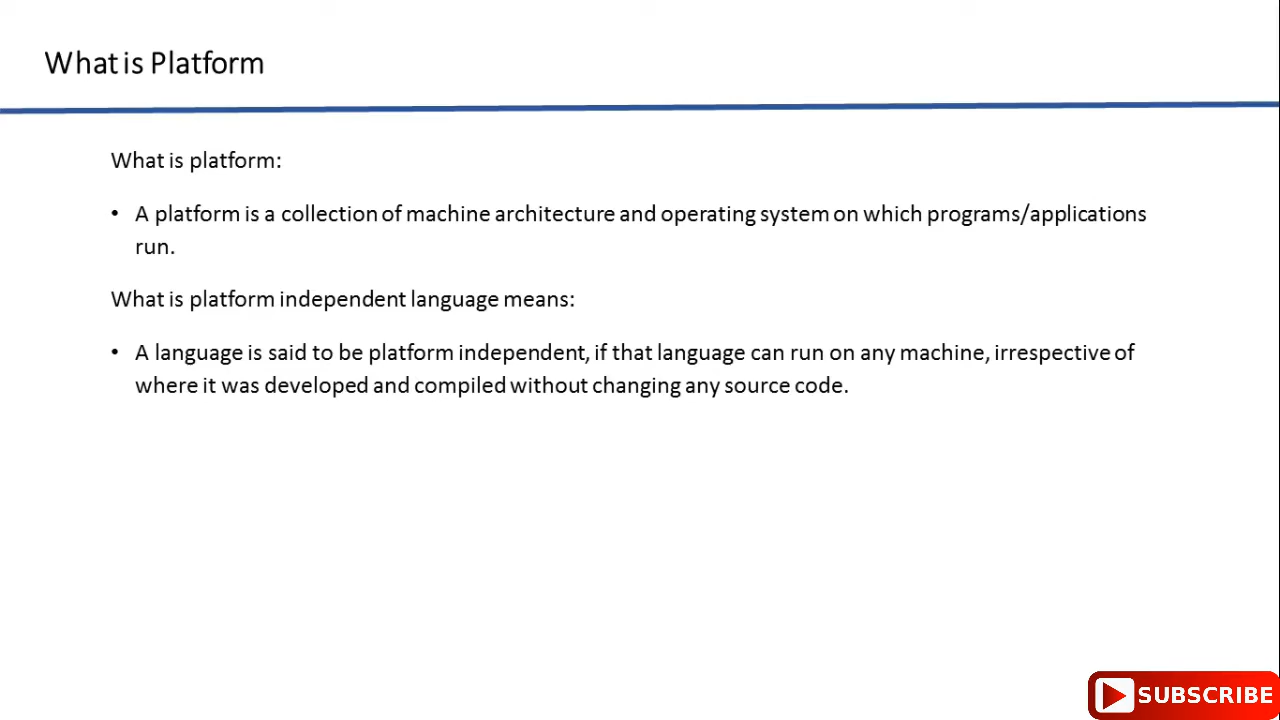 What is Platform
What is platform:
• A platform is a collection of machine architecture and operating system on which programs/applications
run.
What is platform independent language means:
• A language is said to be platform independent, if that language can run on any machine, irrespective of
where it was developed and compiled without changing any source code.
SUBSCRIBE